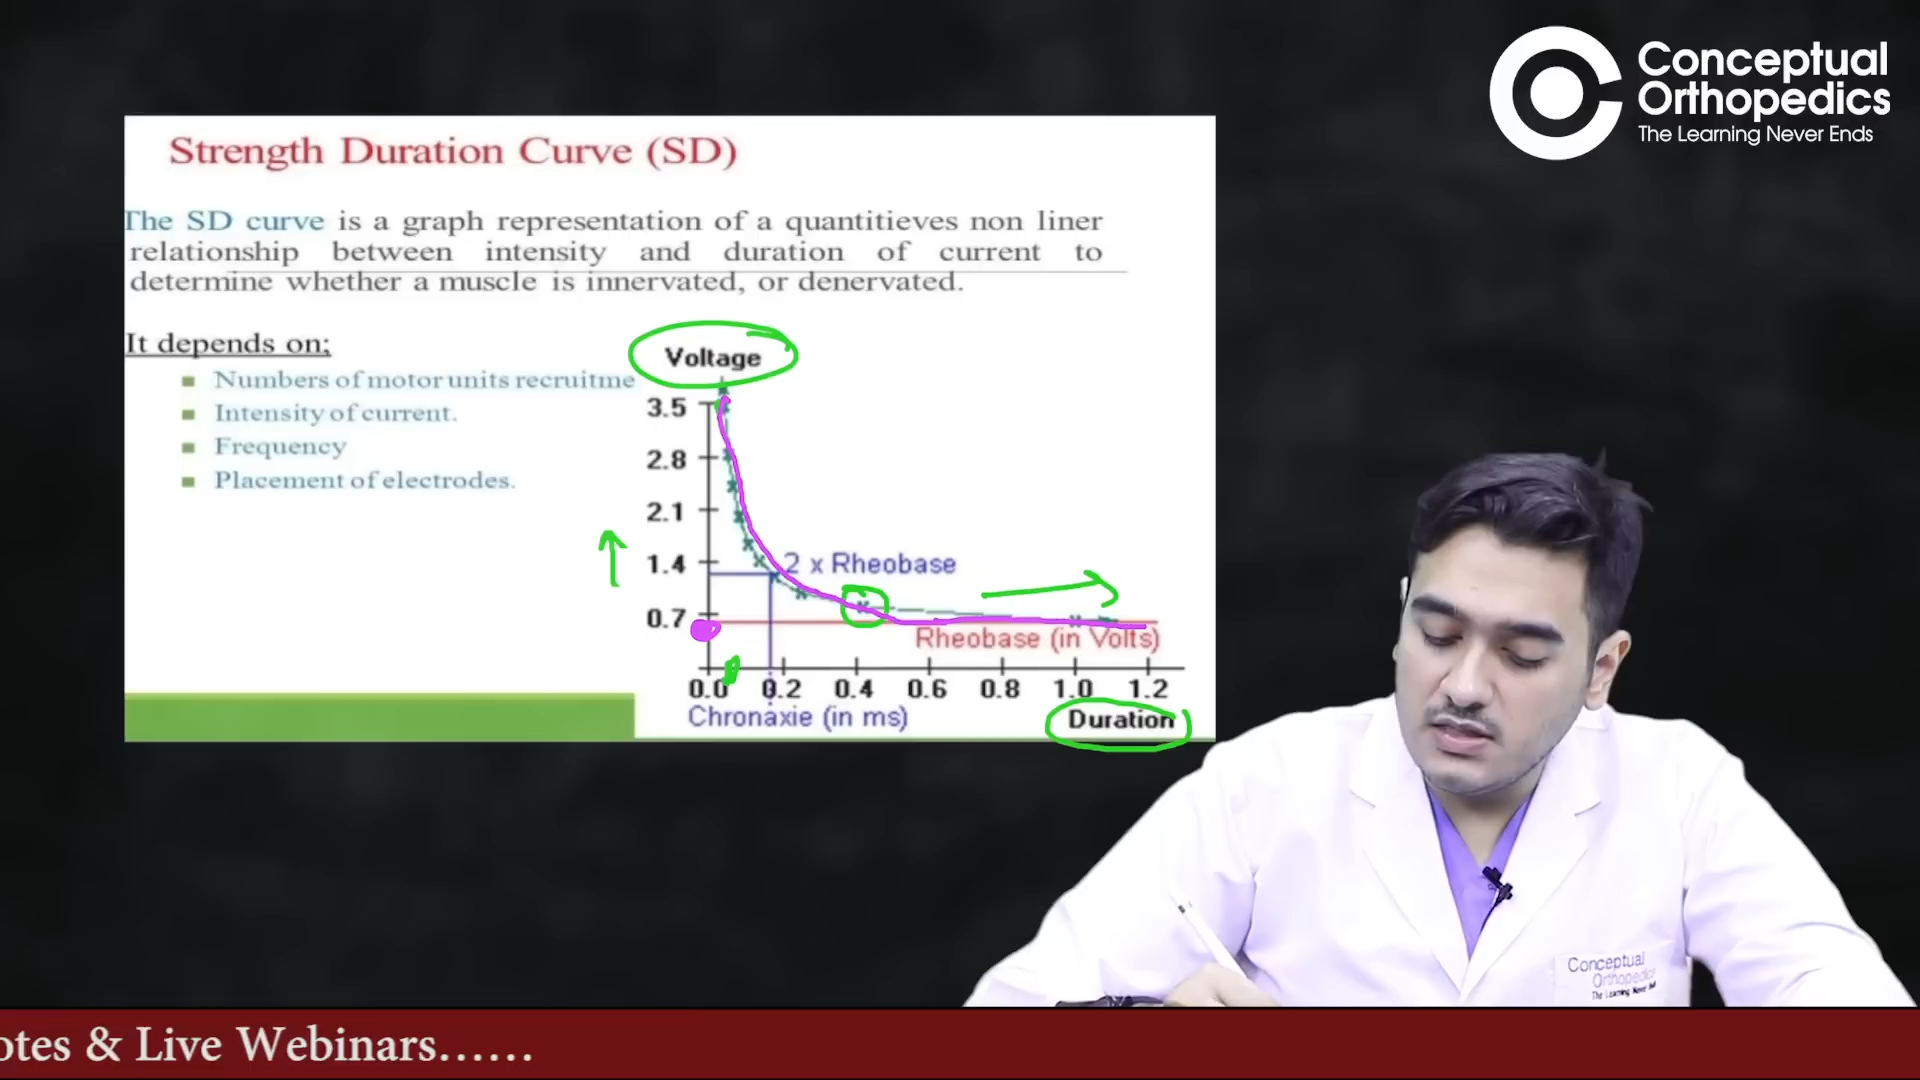 Conceptual
Orthopedics
The Learning Never Ends
Strength Duration Curve (SD)
The SD curve is a graph representation of a quantitieves non liner
relationship between intensity and duration of current to
determine whether a muscle is innervated, or denervated.
It depends on;
Numbers of motor units recruitme
Intensity of current.
Frequency
Placement of electrodes.
Voltage
3.5
2.8
2.1
1.4
0.7
2 x Rheobase
Rheobase (in Volts)
0.0 0.2 0.4 0.6 0.8 1.0 1.2
Chronaxie (in ms)
Duration
Conceptual
Orthopedics
The Learning Never End
otes & Live Webinars......